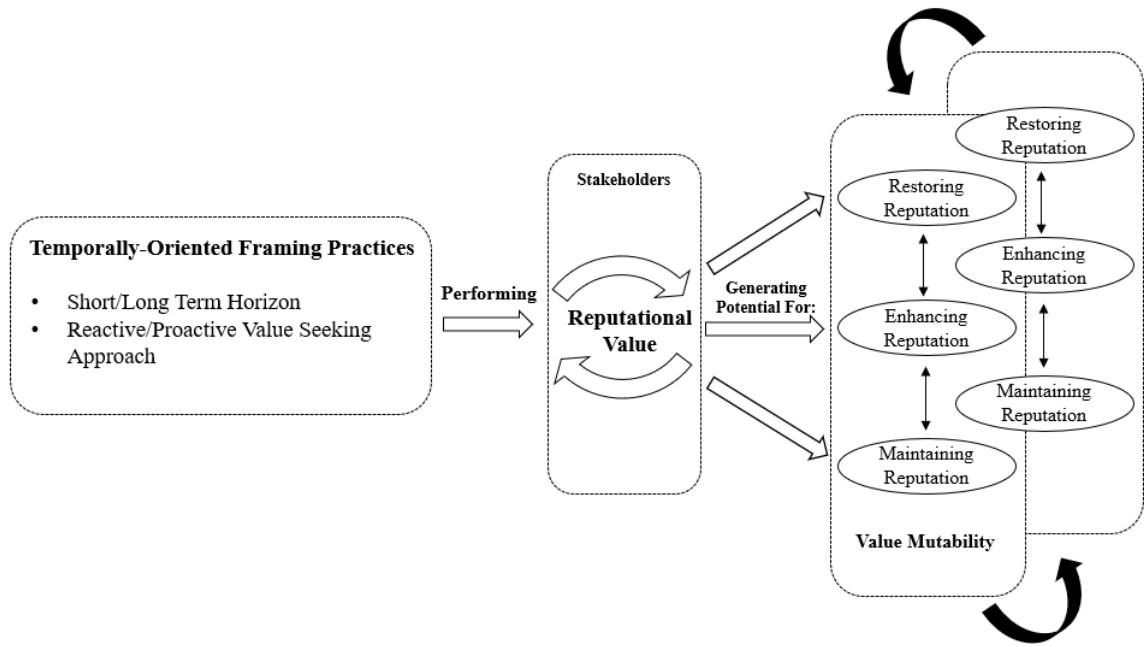 Temporally-Oriented Framing Practices
• Short/Long Term Horizon
• Reactive/Proactive Value Seeking
Approach
Performing
Stakeholders
Reputational
Value
Generating
Potential For:
Restoring
Reputation
Enhancing
Reputation
Maintaining
Reputation
Value Mutability
Restoring
Reputation
Enhancing
Reputation
Maintaining
Reputation